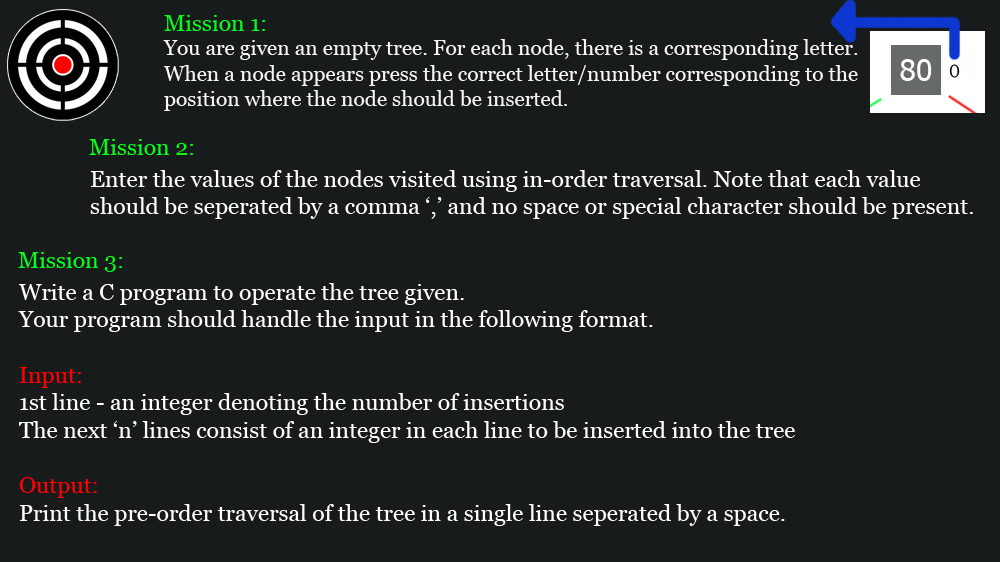 Mission 1:
You are given an empty tree. For each node, there is a corresponding letter.
When a node appears press the correct letter/number corresponding to the
position where the node should be inserted.
80 0
Mission 2:
Enter the values of the nodes visited using in-order traversal. Note that each value
should be seperated by a comma ‘,’ and no space or special character should be present.
Mission 3:
Write a C program to operate the tree given.
Your program should handle the input in the following format.
Input:
1st line - an integer denoting the number of insertions
The next ‘n’ lines consist of an integer in each line to be inserted into the tree
Output:
Print the pre-order traversal of the tree in a single line seperated by a space.